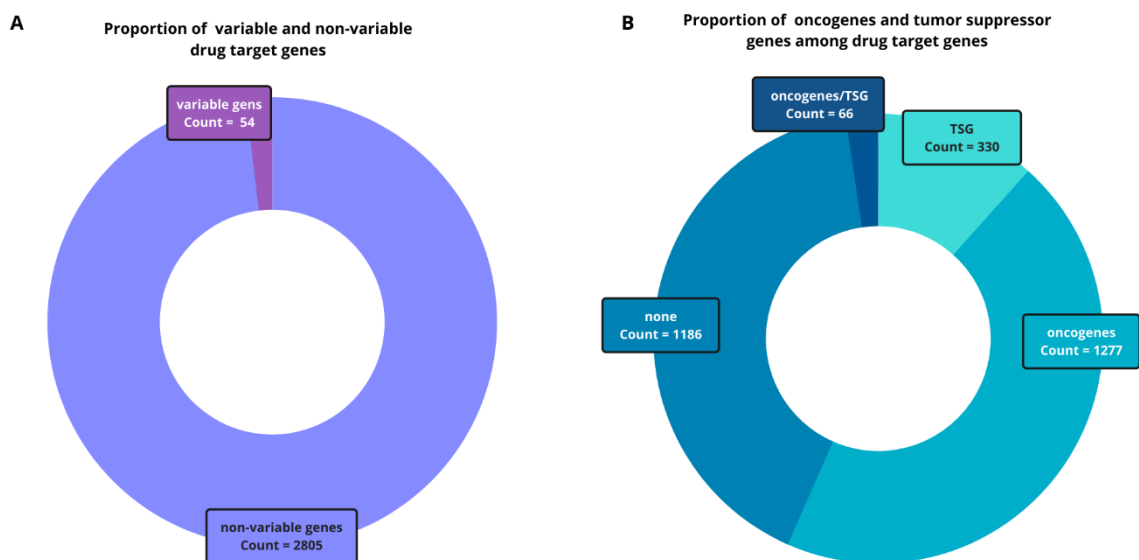 A
Proportion of variable and non-variable
drug target genes
variable gens
Count = 54
non-variable genes
Count = 2805
B
Proportion of oncogenes and tumor suppressor
genes among drug target genes
oncogenes/TSG
Count = 66
TSG
Count = 330
none
Count = 1186
oncogenes
Count = 1277